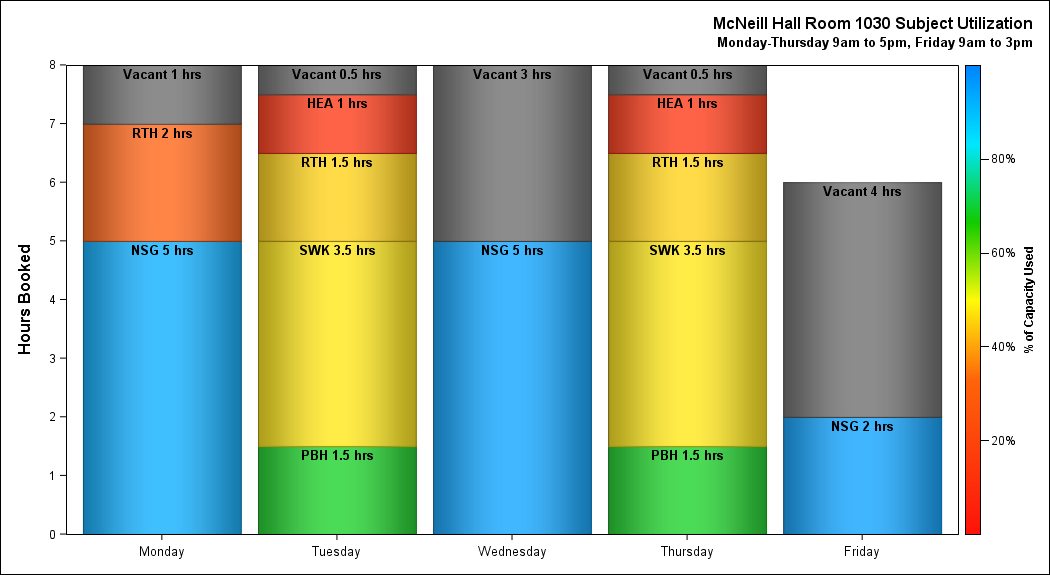 McNeill Hall Room 1030 Subject Utilization
Monday-Thursday 9am to 5pm, Friday 9am to 3pm
Hours Booked
8
7
6
5
4
3
2
1
0
Vacant 1 hrs
RTH 2 hrs
NSG 5 hrs
Vacant 0.5 hrs
HEA 1 hrs
RTH 1.5 hrs
SWK 3.5 hrs
PBH 1.5 hrs
Vacant 3 hrs
NSG 5 hrs
Vacant 0.5 hrs
HEA 1 hrs
RTH 1.5 hrs
SWK 3.5 hrs
PBH 1.5 hrs
Vacant 4 hrs
NSG 2 hrs
Monday
Tuesday
Wednesday
Thursday
Friday
80%
60%
40%
20%
% of Capacity Used